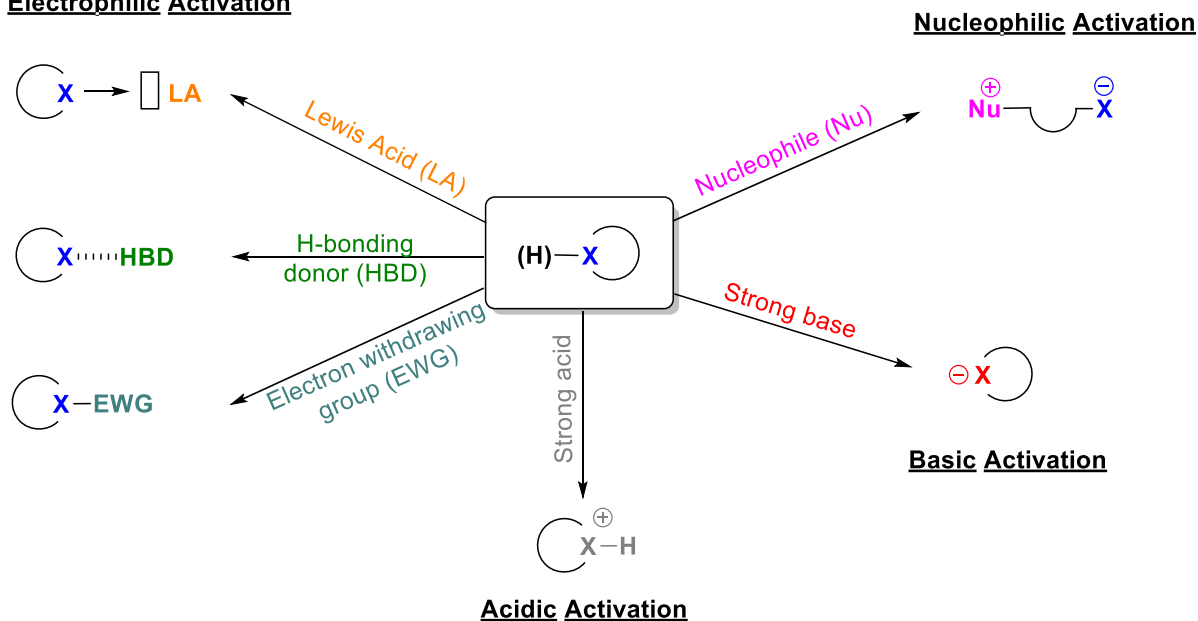 Electrophilic Activation
Nucleophilic Activation
X LA
Lewis Acid (LA)
Nucleophile (Nu)
⊕ ⊖
Nu X
X HBD
H-bonding
donor (HBD)
(H) X
Strong base
⊖ X
Electron withdrawing
group (EWG)
X EWG
Strong acid
Basic Activation
⊕
X H
Acidic Activation